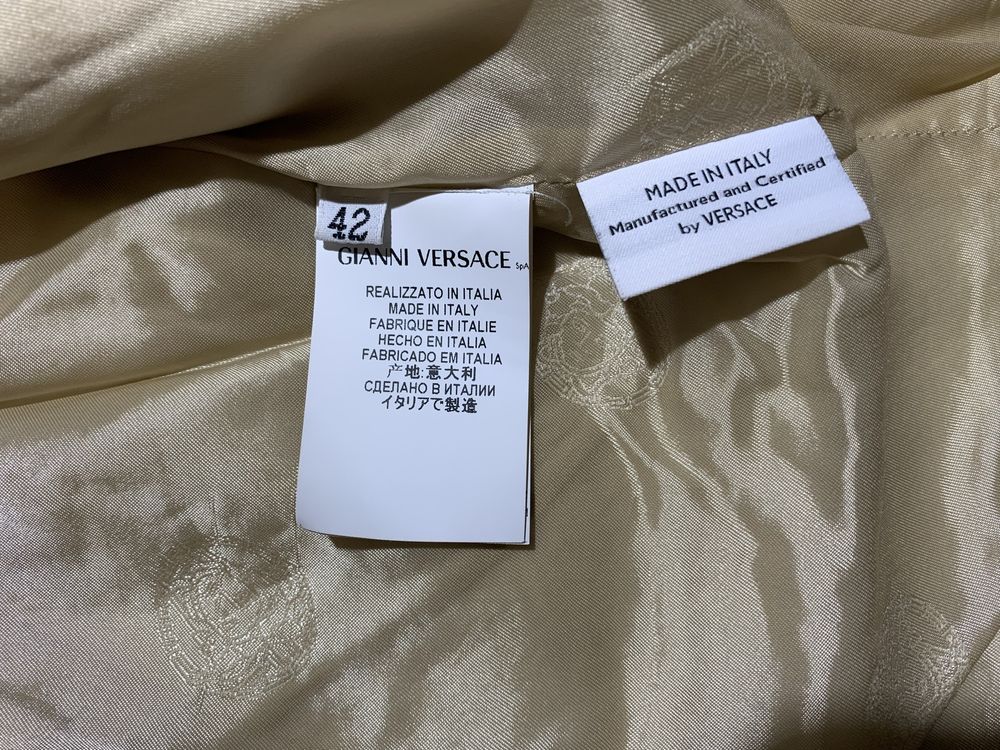 42
GIANNI VERSACE SpA
REALIZZATO IN ITALIA
MADE IN ITALY
FABRIQUE EN ITALIE
HECHO EN ITALIA
FABRICADO EM ITALIA
产地:意大利
СДЕЛАНО В ИТАЛИИ
イタリアで製造
MADE IN ITALY
Manufactured and Certified
by VERSACE